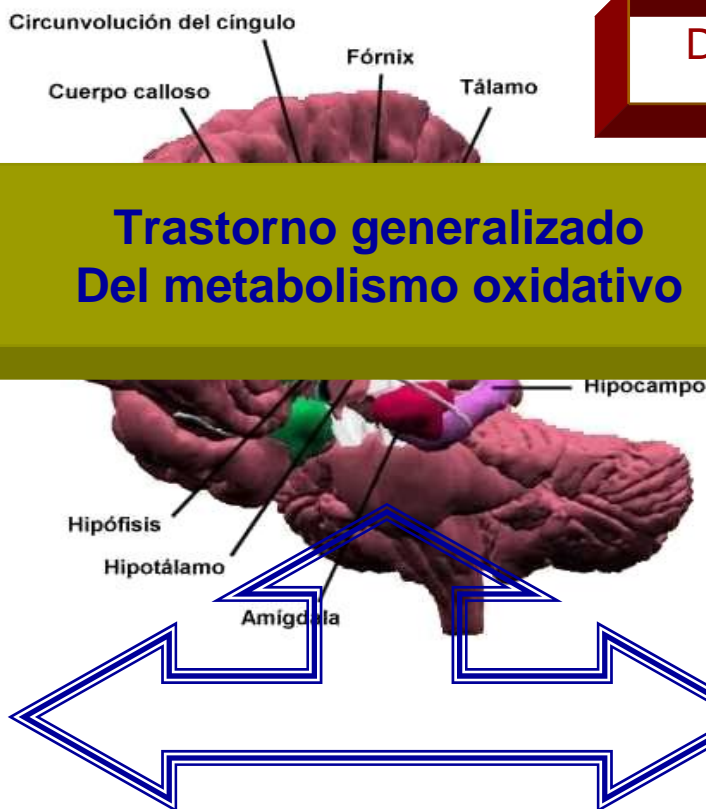 Circunvolución del cíngulo
D
Fórnix
Cuerpo calloso
Tálamo
Trastorno generalizado
Del metabolismo oxidativo
Hipocampo
Hipófisis
Hipotálamo
Amígdala